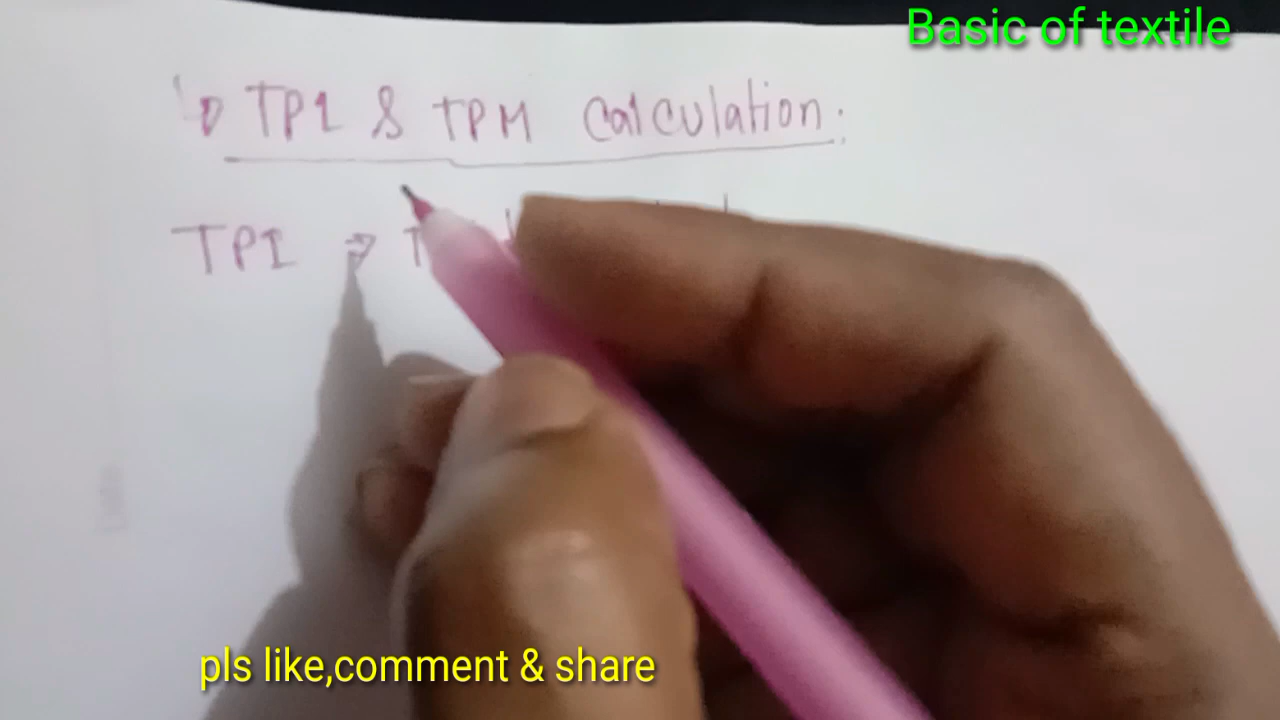 Basic of textile
TPI & TPM Calculation.
TPI ⇒ T
pls like,comment & share